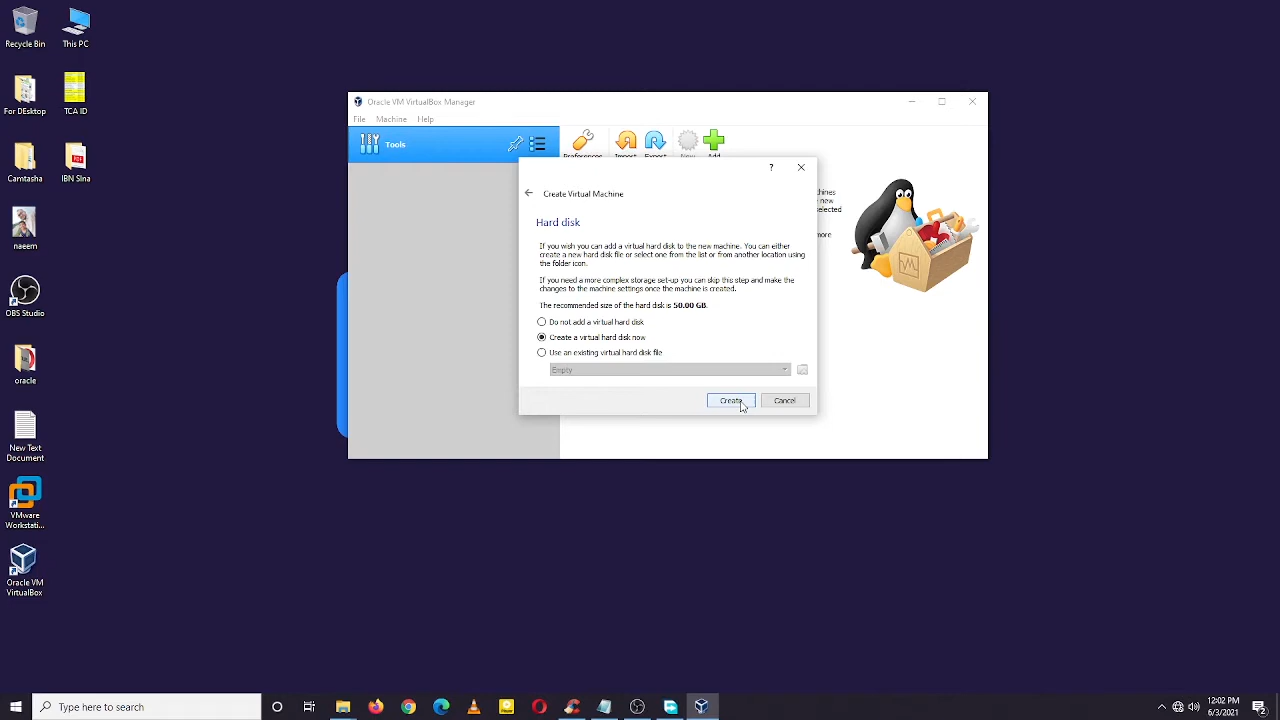 Recycle Bin
This PC
For DEsktop
TCA ID
IBN SIna
naeem
OBS Studio
oracle
New Text
Document
VMware
Workstati...
Oracle VM
VirtualBox
Oracle VM VirtualBox Manager
File Machine Help
Tools
Preferences Import Export New Add
Create Virtual Machine
Hard disk
If you wish you can add a virtual hard disk to the new machine. You can either
create a new hard disk file or select one from the list or from another location using
the folder icon.
If you need a more complex storage set-up you can skip this step and make the
changes to the machine settings once the machine is created.
The recommended size of the hard disk is 50.00 GB.
Do not add a virtual hard disk
Create a virtual hard disk now
Use an existing virtual hard disk file
Empty
Create
Cancel
new
more
Type here to search
12:02 PM
6/3/2021